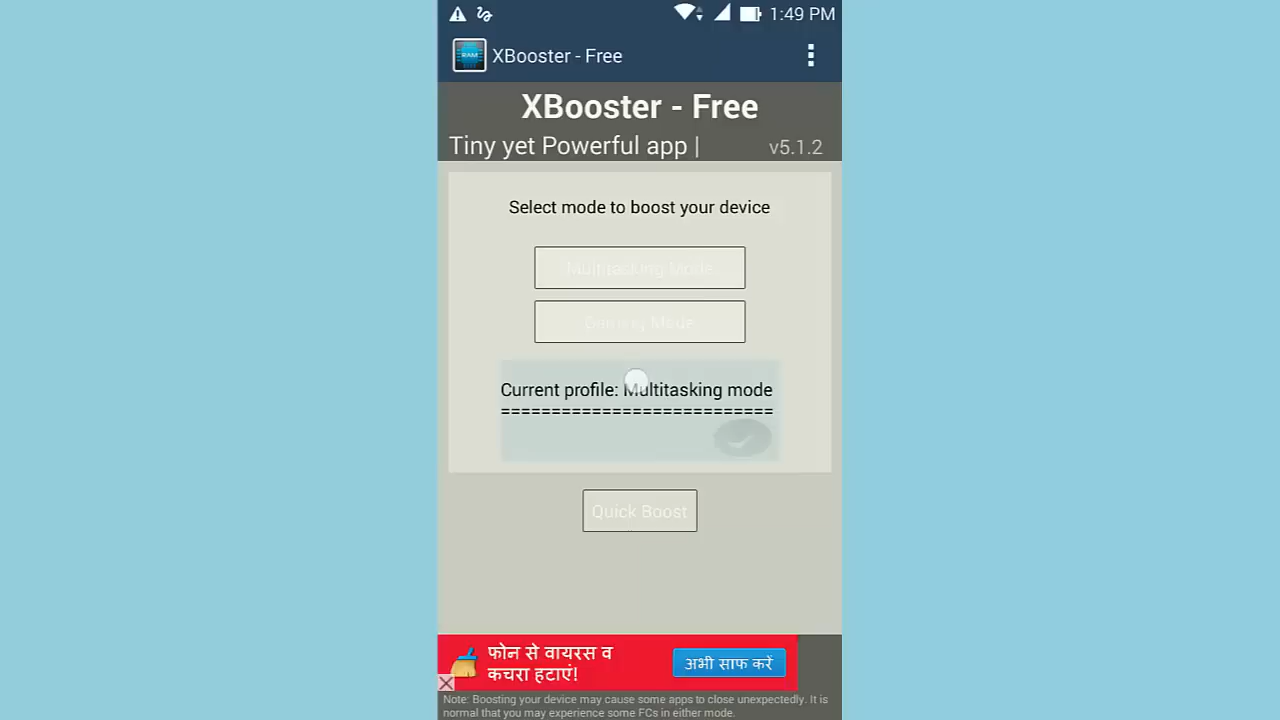 1:49 PM
RAM
XBooster - Free
XBooster - Free
Tiny yet Powerful app |
v5.1.2
Select mode to boost your device
Multitasking Mode
Gaming Mode
Current profile: Multitasking mode
==========================
Quick Boost
फोन से वायरस व
कचरा हटाएं!
अभी साफ करें
Note: Boosting your device may cause some apps to close unexpectedly. It is
normal that you may experience some FCs in either mode.